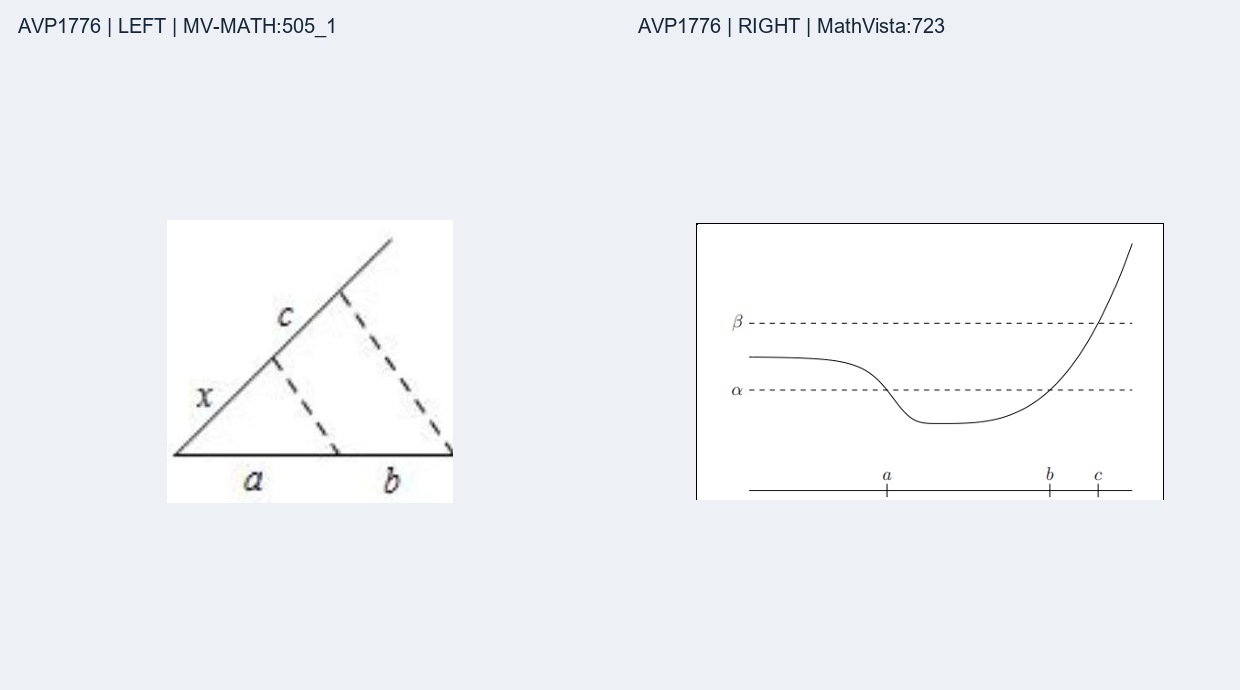 AVP1776 | LEFT | MV-MATH:505_1
AVP1776 | RIGHT | MathVista:723
c
x
a b
β
α
a b c